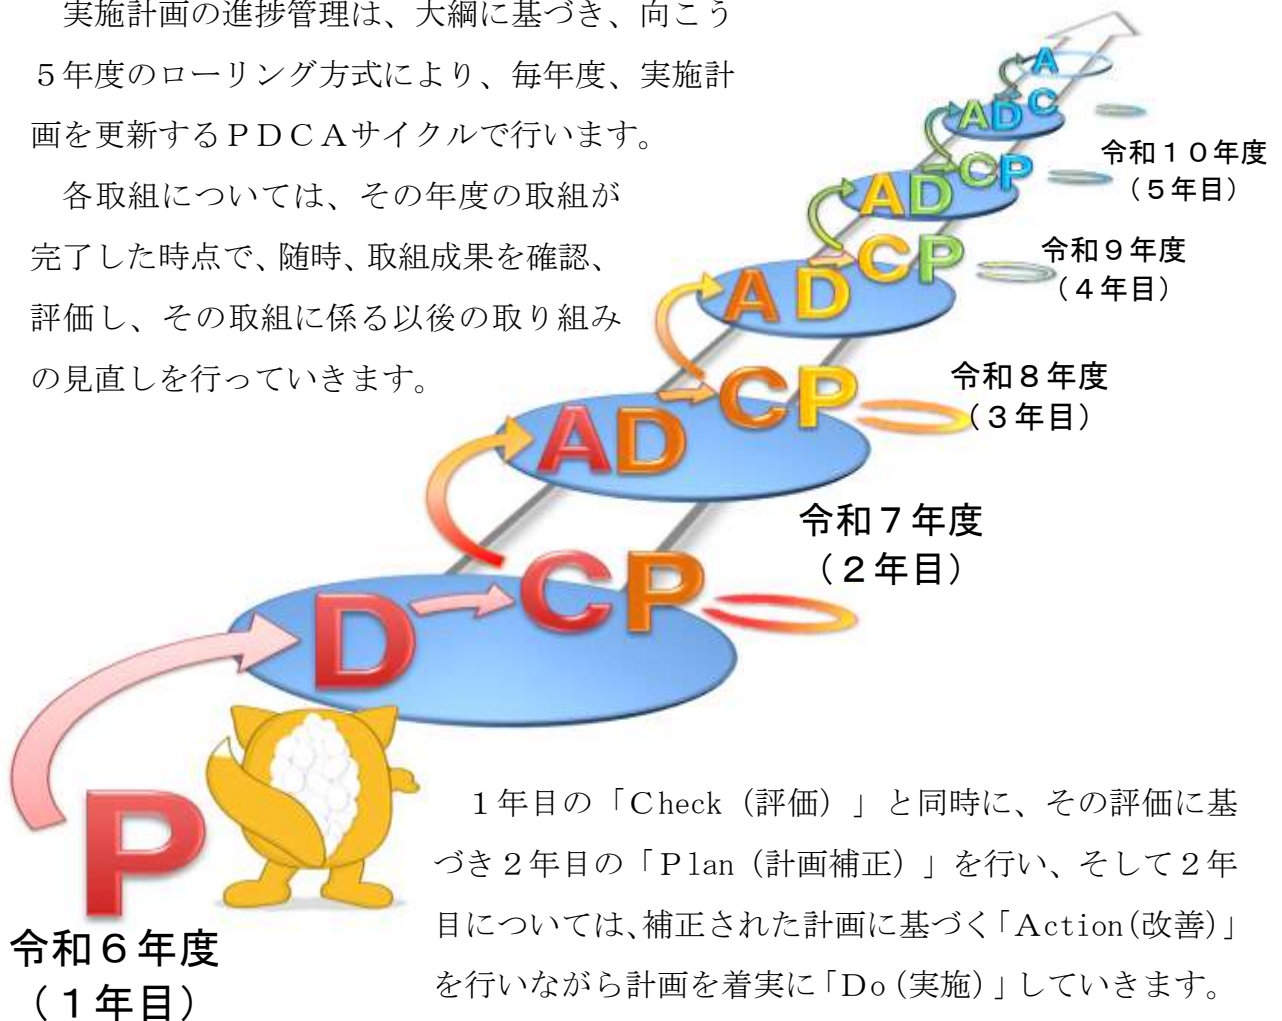 実施計画の進捗管理は、大綱に基づき、向こう
５年度のローリング方式により、毎年度、実施計
画を更新するＰＤＣＡサイクルで行います。
各取組については、その年度の取組が
完了した時点で、随時、取組成果を確認、
評価し、その取組に係る以後の取り組み
の見直しを行っていきます。
A
A D C
令和１０年度
（５年目）
A D C P
令和９年度
（４年目）
A D C P
令和８年度
（３年目）
A D C P
令和７年度
（２年目）
D C P
P
令和６年度
（１年目）
１年目の「Ｃheck（評価）」と同時に、その評価に基
づき２年目の「Ｐlan（計画補正）」を行い、そして２年
目については、補正された計画に基づく「Ａction(改善)」
を行いながら計画を着実に「Ｄo(実施)」していきます。